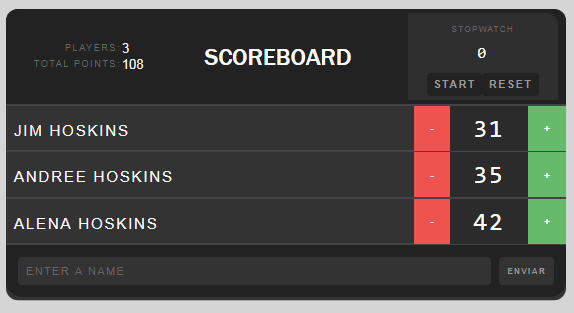 PLAYERS: 3
TOTAL POINTS: 108
SCOREBOARD
STOPWATCH
0
START RESET
JIM HOSKINS - 31 +
ANDREE HOSKINS - 35 +
ALENA HOSKINS - 42 +
ENTER A NAME ENVIAR